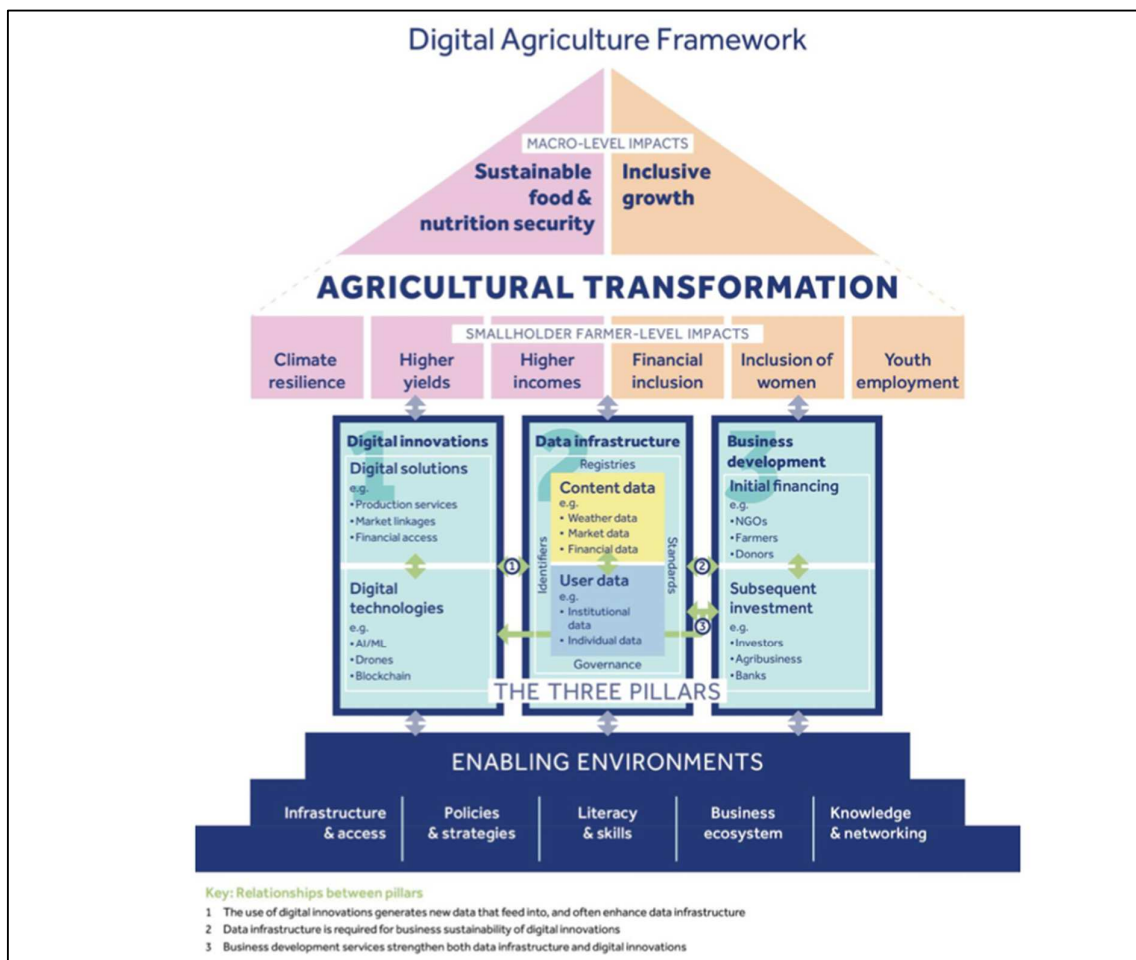 Digital Agriculture Framework
MACRO-LEVEL IMPACTS
Sustainable
food &
nutrition security
Inclusive
growth
AGRICULTURAL TRANSFORMATION
SMALLHOLDER FARMER-LEVEL IMPACTS
Climate
resilience
Higher
yields
Higher
incomes
Financial
inclusion
Inclusion of
women
Youth
employment
1
Digital innovations
Digital solutions
e.g.
•Production services
•Market linkages
•Financial access
Digital
technologies
e.g.
•AI/ML
•Drones
•Blockchain
1
2
Data infrastructure
Registries
Identifiers
Content data
e.g.
• Weather data
• Market data
• Financial data
Standards
User data
e.g.
• Institutional
data
• Individual data
Governance
2
3
3
Business
development
Initial financing
e.g.
•NGOs
•Farmers
•Donors
Subsequent
investment
e.g.
•Investors
•Agribusiness
•Banks
THE THREE PILLARS
ENABLING ENVIRONMENTS
Infrastructure
& access
Policies
& strategies
Literacy
& skills
Business
ecosystem
Knowledge
& networking
Key: Relationships between pillars
1 The use of digital innovations generates new data that feed into, and often enhance data infrastructure
2 Data infrastructure is required for business sustainability of digital innovations
3 Business development services strengthen both data infrastructure and digital innovations